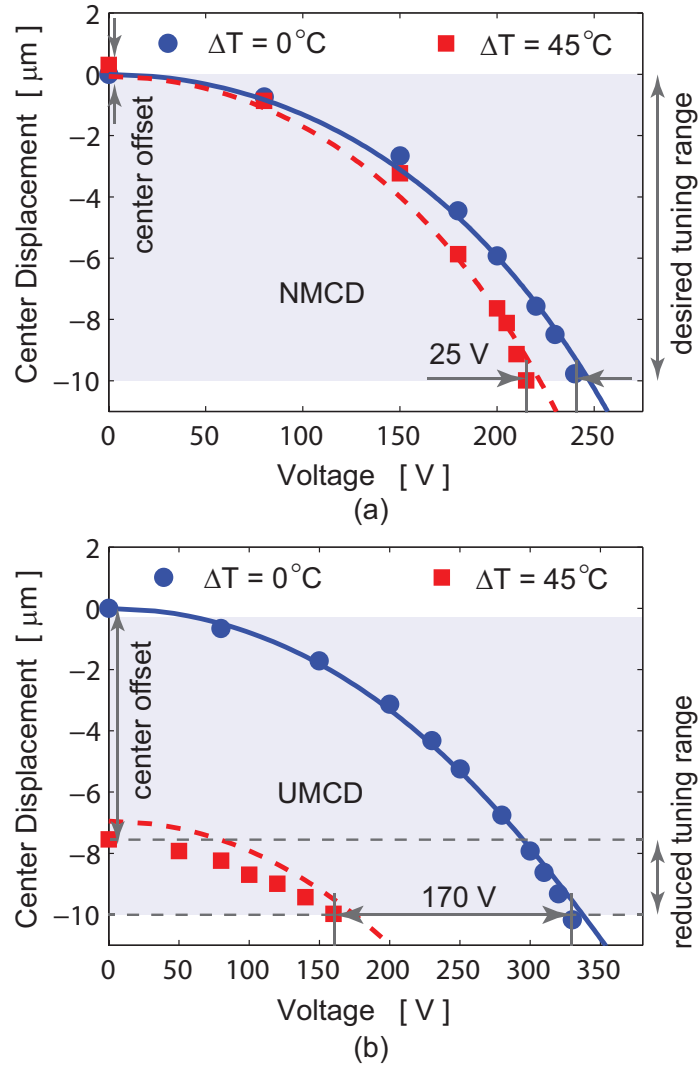 ΔT = 0°C
ΔT = 45°C
2
0
−2
−4
−6
−8
−10
Center Displacement [ μm ]
center offset
NMCD
25 V
desired tuning range
0
50
100
150
200
250
Voltage [ V ]
(a)
ΔT = 0°C
ΔT = 45°C
2
0
−2
−4
−6
−8
−10
Center Displacement [ μm ]
center offset
UMCD
170 V
reduced tuning range
0
50
100
150
200
250
300
350
Voltage [ V ]
(b)